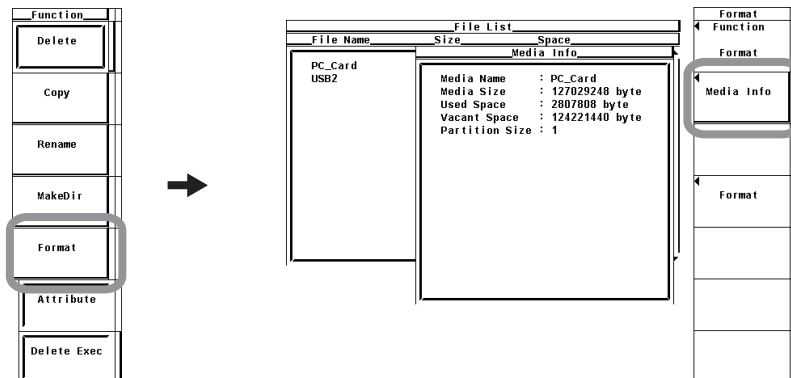 Function
Delete
Copy
Rename
MakeDir
Format
Attribute
Delete Exec
File List
File Name Size Space
PC_Card
USB2
Media Info
Media Name : PC_Card
Media Size : 127029248 byte
Used Space : 2807808 byte
Vacant Space : 124221440 byte
Partition Size : 1
Format
Function
Format
Media Info
Format